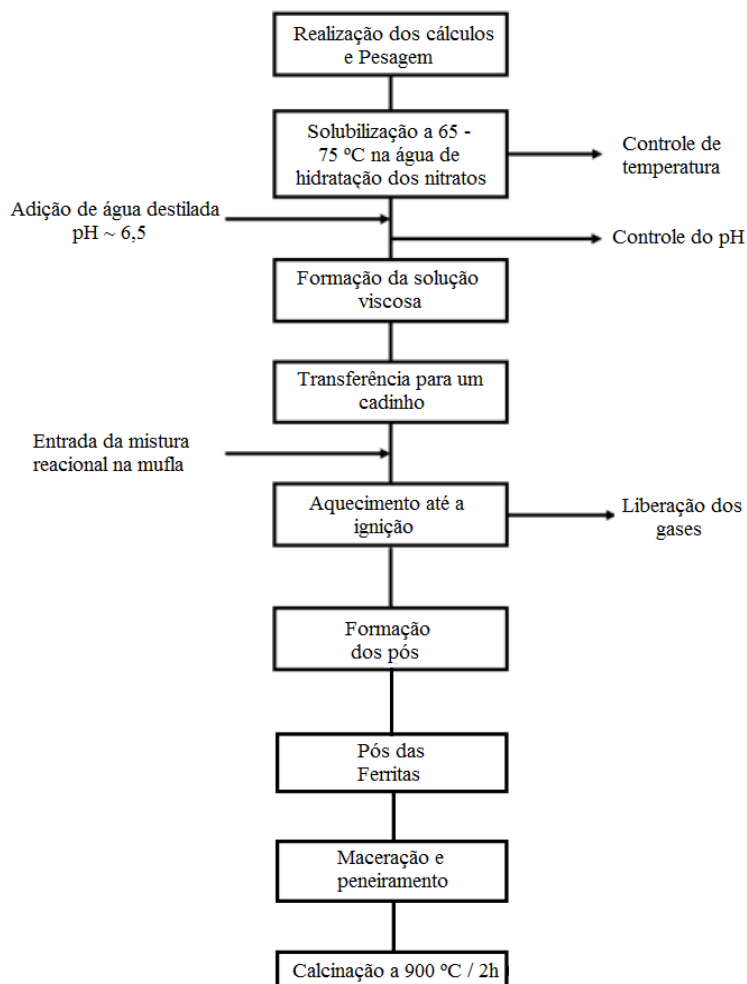 Realização dos cálculos
e Pesagem
Solubilização a 65 -
75 ºC na água de
hidratação dos nitratos
Controle de
temperatura
Adição de água destilada
pH ~ 6,5
Controle do pH
Formação da solução
viscosa
Transferência para um
cadinho
Entrada da mistura
reacional na mufla
Aquecimento até a
ignição
Liberação dos
gases
Formação
dos pós
Pós das
Ferritas
Maceração e
peneiramento
Calcinação a 900 ºC / 2h